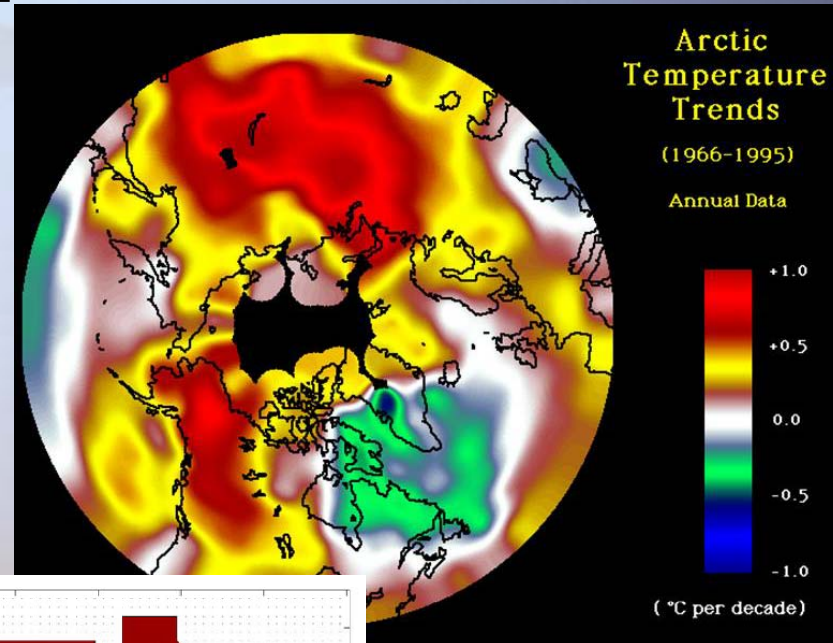 Arctic
Temperature
Trends
(1966-1995)
Annual Data
+1.0
+0.5
0.0
-0.5
-1.0
( °C per decade)